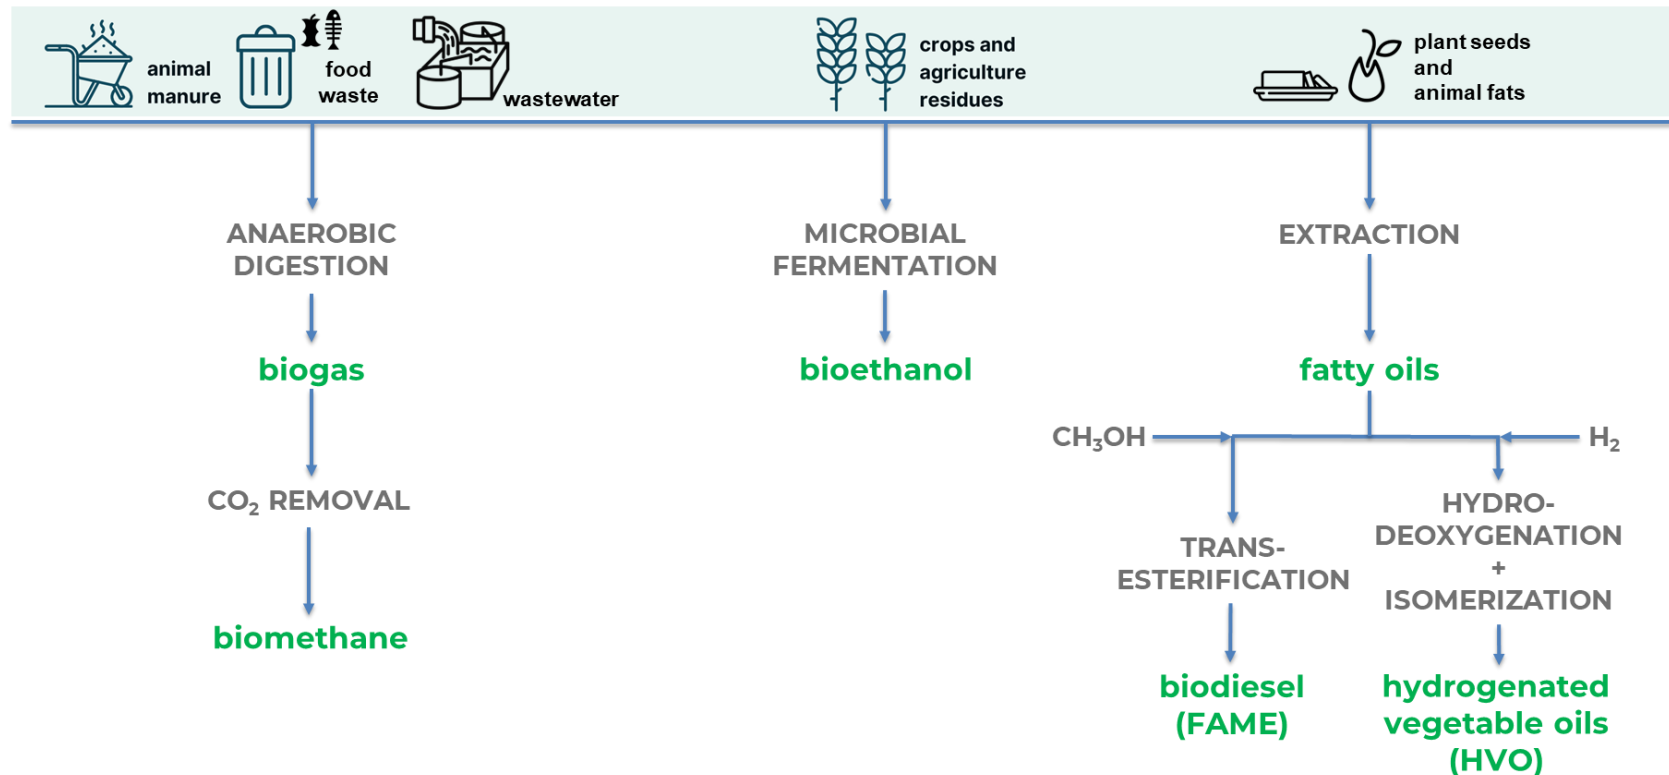 animal
manure
food
waste
wastewater
crops and
agriculture
residues
plant seeds
and
animal fats
ANAEROBIC
DIGESTION
MICROBIAL
FERMENTATION
EXTRACTION
biogas
bioethanol
fatty oils
CH₃OH
H₂
CO₂ REMOVAL
TRANS-
ESTERIFICATION
HYDRO-
DEOXYGENATION
+
ISOMERIZATION
biomethane
biodiesel
(FAME)
hydrogenated
vegetable oils
(HVO)